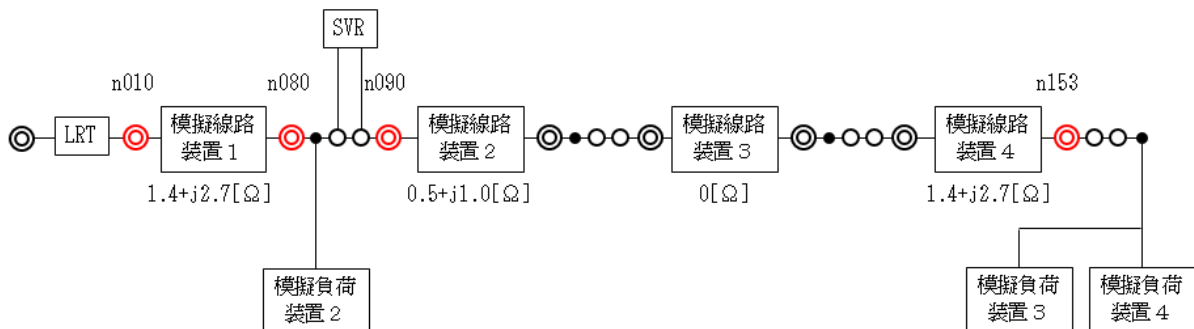 SVR
n010
n080
n090
n153
LRT
模擬線路
装置1
模擬線路
装置2
模擬線路
装置3
模擬線路
装置4
1.4+j2.7[Ω]
0.5+j1.0[Ω]
0[Ω]
1.4+j2.7[Ω]
模擬負荷
装置2
模擬負荷
装置3
模擬負荷
装置4